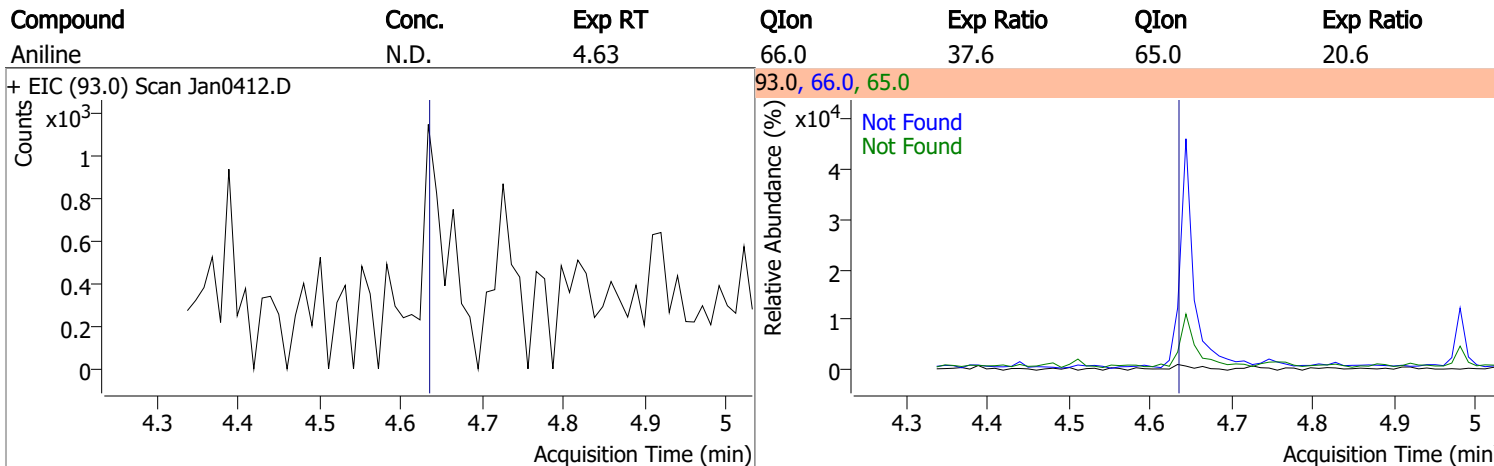 Compound Conc. Exp RT QIon Exp Ratio QIon Exp Ratio
Aniline N.D. 4.63 66.0 37.6 65.0 20.6
+ EIC (93.0) Scan Jan0412.D
Counts
x10³
1
0.8
0.6
0.4
0.2
0
4.3 4.4 4.5 4.6 4.7 4.8 4.9 5
Acquisition Time (min)
93.0, 66.0, 65.0
Relative Abundance (%)
x10⁴
Not Found
Not Found
4
3
2
1
0
4.3 4.4 4.5 4.6 4.7 4.8 4.9 5
Acquisition Time (min